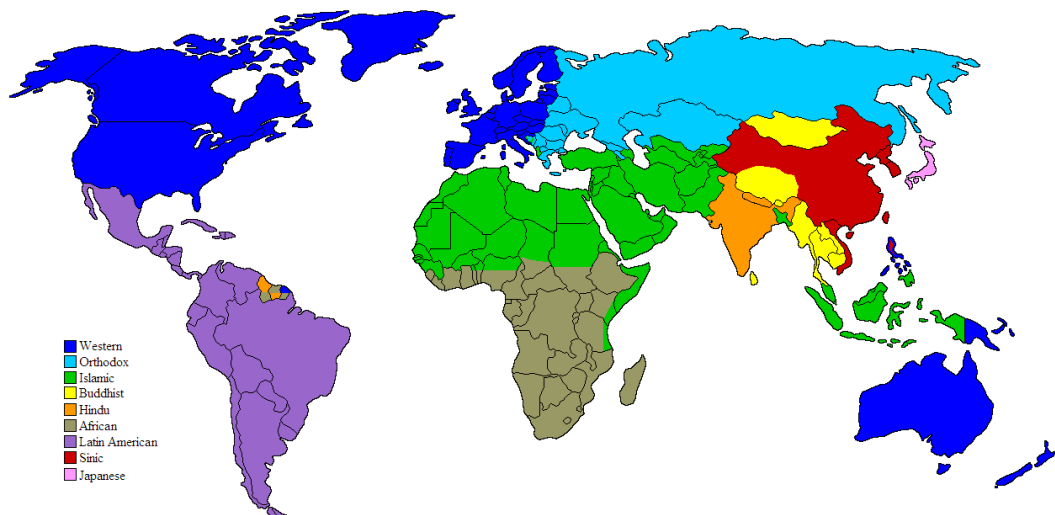 Western
Orthodox
Islamic
Buddhist
Hindu
African
Latin American
Sinic
Japanese